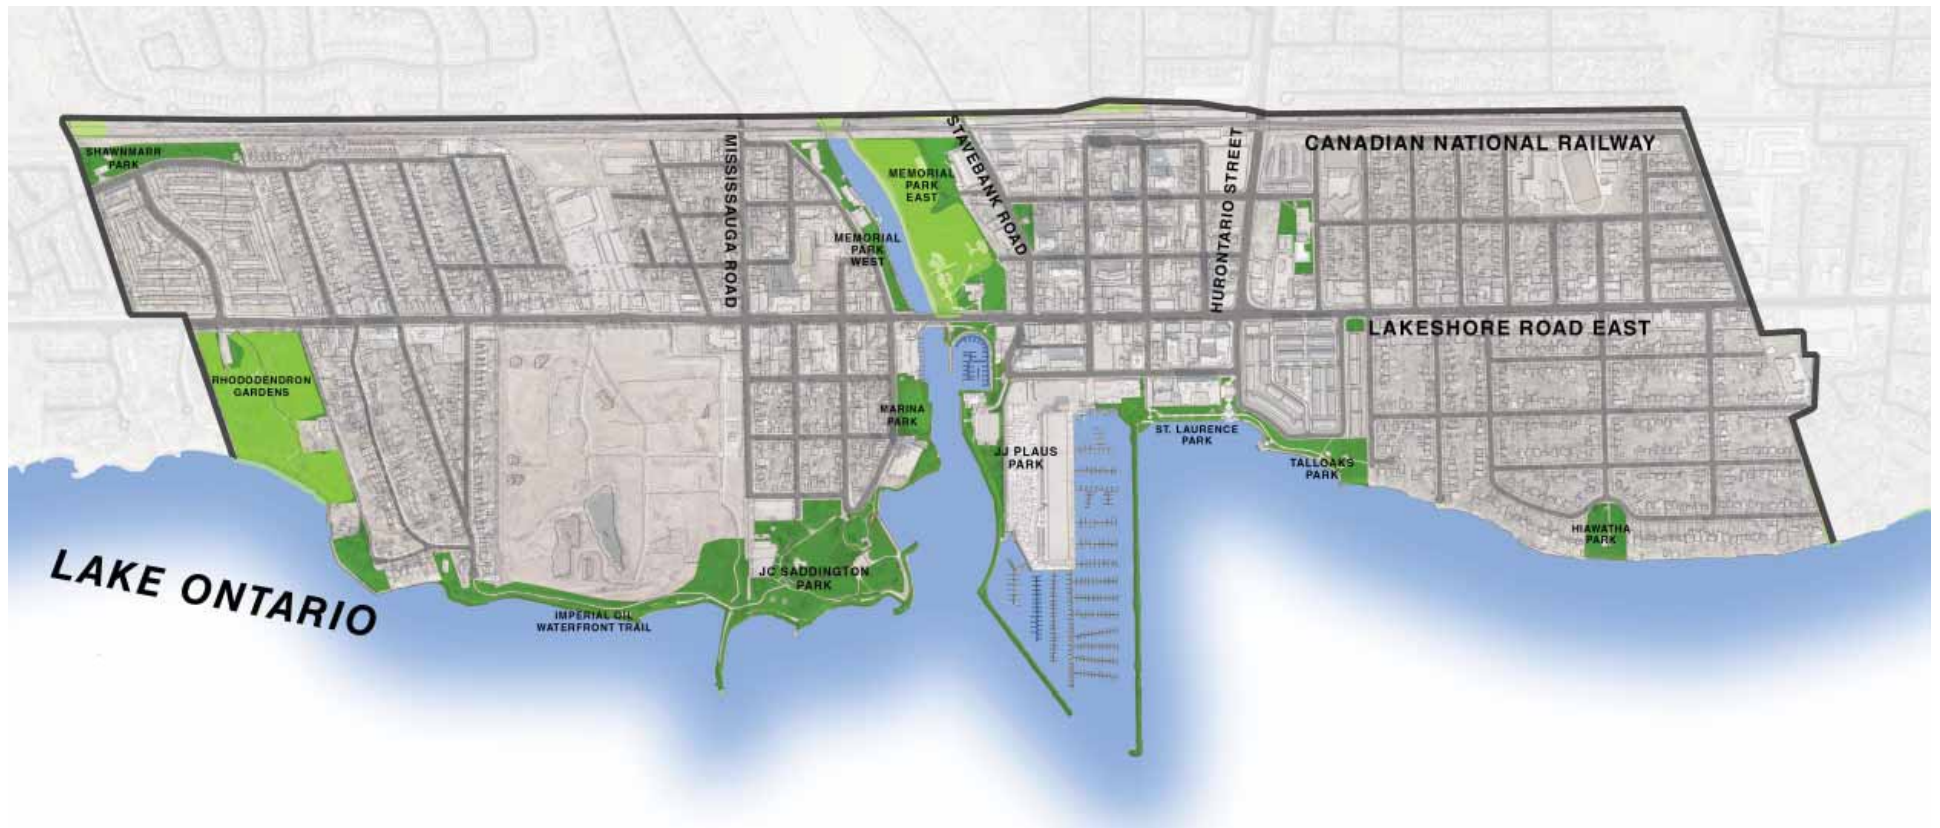 CANADIAN NATIONAL RAILWAY
SHAWNMARR
PARK
MISSISSAUGA ROAD
MEMORIAL
PARK
EAST
STAVEBANK ROAD
HURONTARIO STREET
MEMORIAL
PARK
WEST
LAKESHORE ROAD EAST
RHODODENDRON
GARDENS
MARINA
PARK
JJ PLAUS
PARK
ST. LAURENCE
PARK
TALLOAKS
PARK
HIAWATHA
PARK
LAKE ONTARIO
JC SADDINGTON
PARK
IMPERIAL OIL
WATERFRONT TRAIL